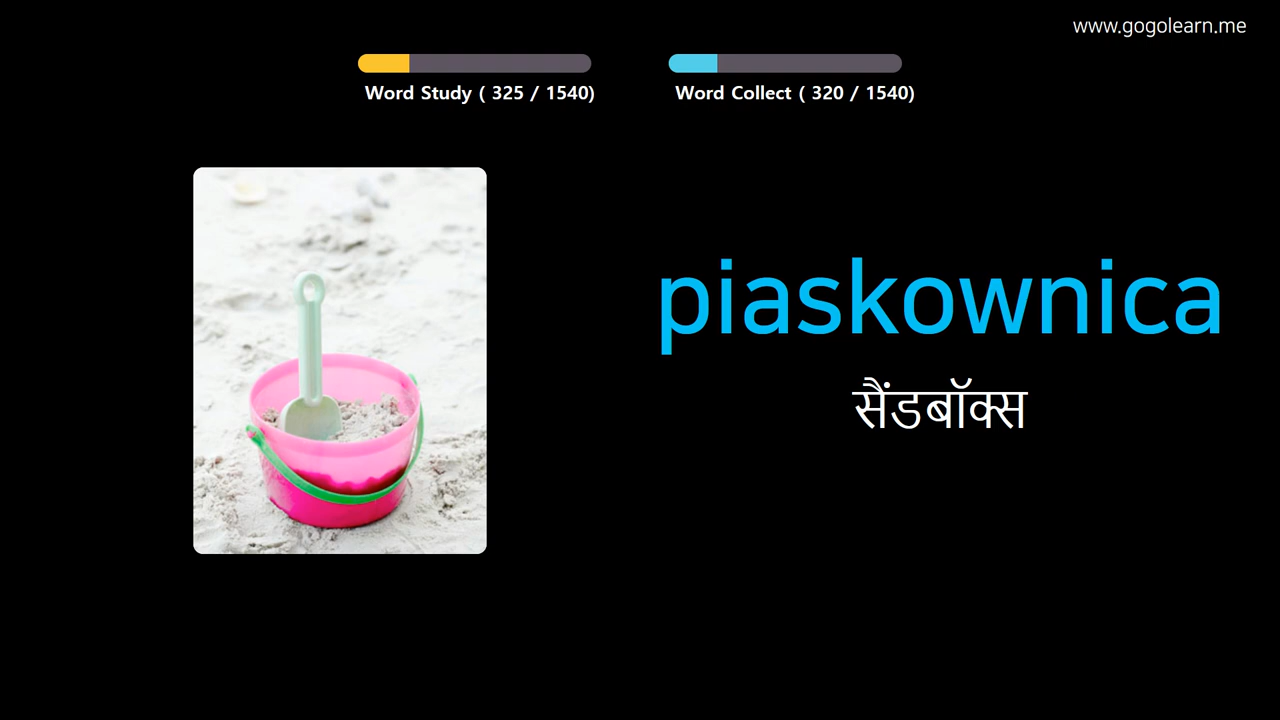 www.gogolearn.me
Word Study ( 325 / 1540)
Word Collect ( 320 / 1540)
piaskownica
सैंडबॉक्स